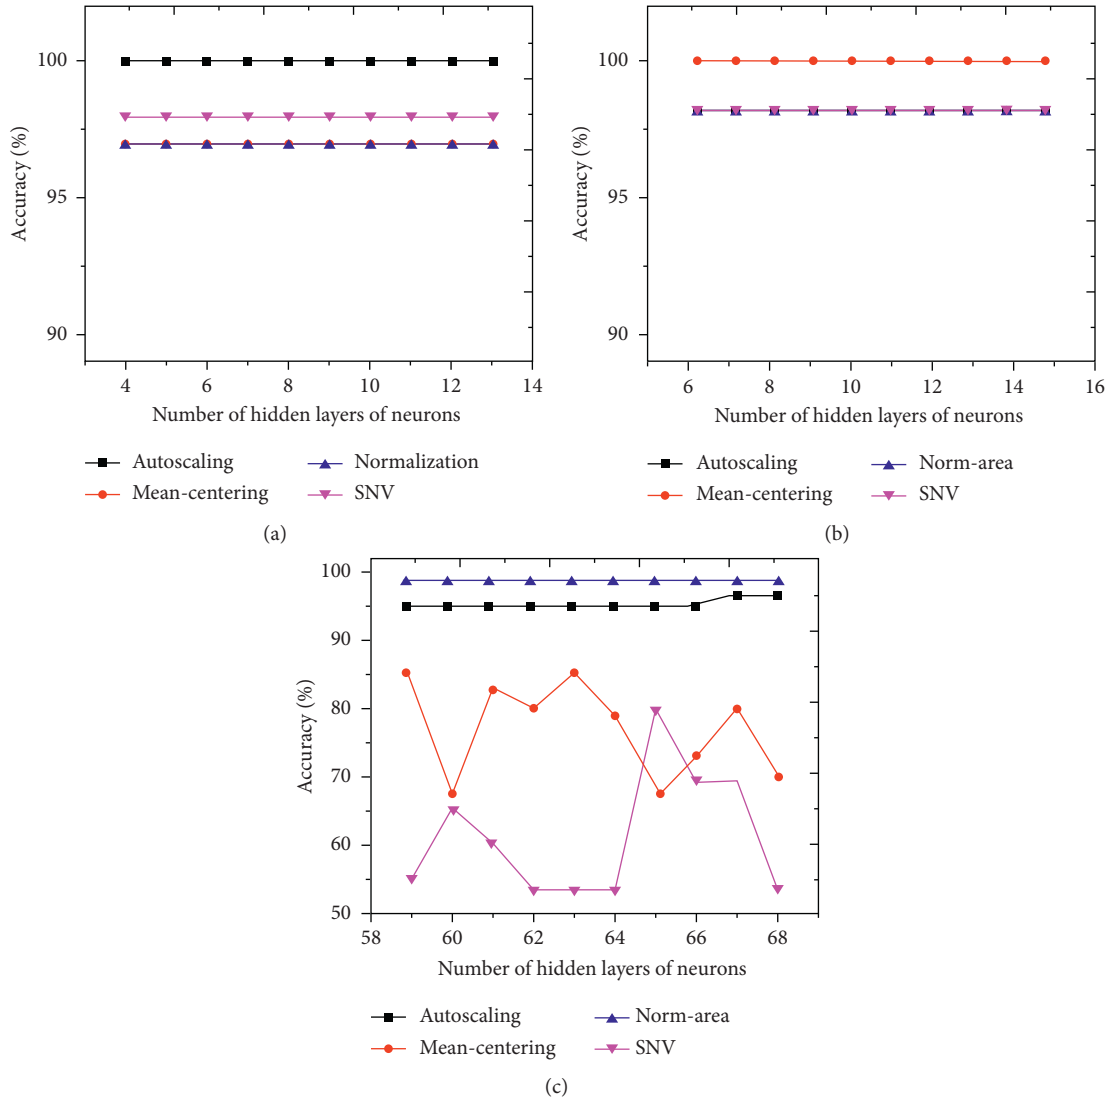 100
95
90
Accuracy (%)
4 6 8 10 12 14
Number of hidden layers of neurons
Autoscaling
Mean-centering
Normalization
SNV
(a)
100
95
90
Accuracy (%)
6 8 10 12 14 16
Number of hidden layers of neurons
Autoscaling
Mean-centering
Norm-area
SNV
(b)
100
90
80
70
60
50
Accuracy (%)
58 60 62 64 66 68
Number of hidden layers of neurons
Autoscaling
Mean-centering
Norm-area
SNV
(c)